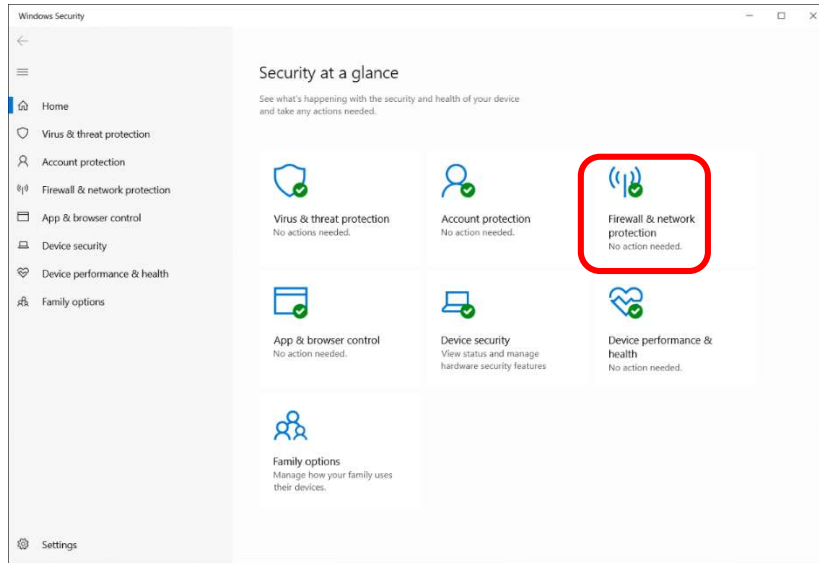 Windows Security
Home
Virus & threat protection
Account protection
Firewall & network protection
App & browser control
Device security
Device performance & health
Family options
Settings
Security at a glance
See what's happening with the security and health of your device
and take any actions needed.
Virus & threat protection
No actions needed.
Account protection
No action needed.
Firewall & network
protection
No action needed.
App & browser control
No action needed.
Device security
View status and manage
hardware security features
Device performance &
health
No action needed.
Family options
Manage how your family uses
their devices.